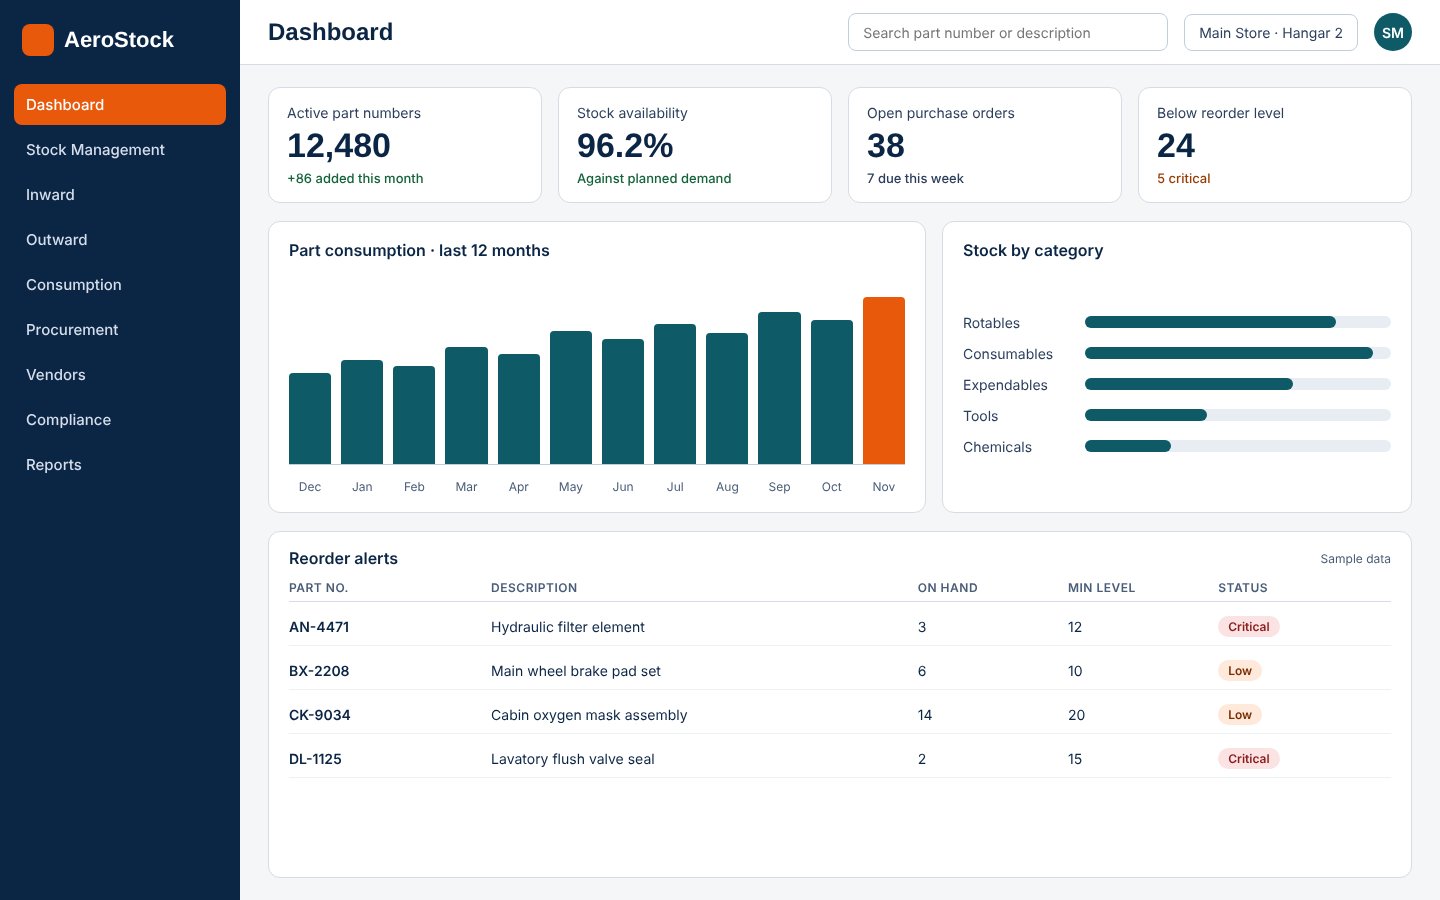 AeroStock
Dashboard
Stock Management
Inward
Outward
Consumption
Procurement
Vendors
Compliance
Reports
Dashboard
Search part number or description
Main Store · Hangar 2
SM
Active part numbers
12,480
+86 added this month
Stock availability
96.2%
Against planned demand
Open purchase orders
38
7 due this week
Below reorder level
24
5 critical
Part consumption · last 12 months
Dec Jan Feb Mar Apr May Jun Jul Aug Sep Oct Nov
Stock by category
Rotables
Consumables
Expendables
Tools
Chemicals
Reorder alerts
Sample data
PART NO. DESCRIPTION ON HAND MIN LEVEL STATUS
AN-4471 Hydraulic filter element 3 12 Critical
BX-2208 Main wheel brake pad set 6 10 Low
CK-9034 Cabin oxygen mask assembly 14 20 Low
DL-1125 Lavatory flush valve seal 2 15 Critical